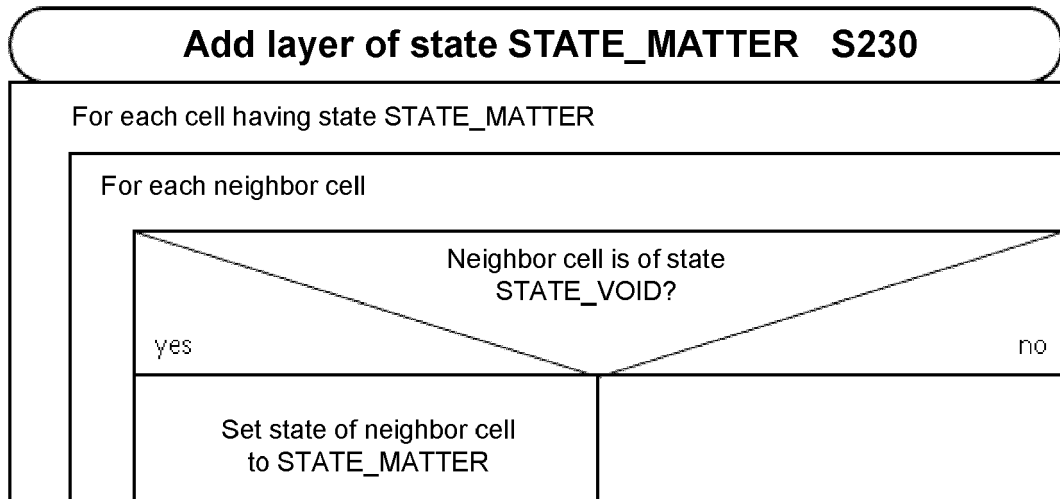 Add layer of state STATE_MATTER S230
For each cell having state STATE_MATTER
For each neighbor cell
Neighbor cell is of state
STATE_VOID?
yes
no
Set state of neighbor cell
to STATE_MATTER